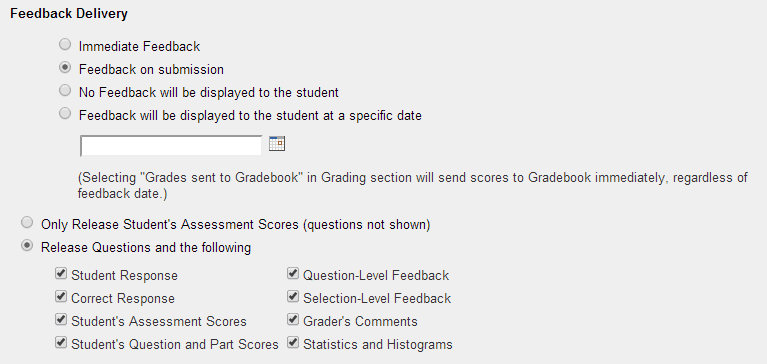 Feedback Delivery
Immediate Feedback
Feedback on submission
No Feedback will be displayed to the student
Feedback will be displayed to the student at a specific date
(Selecting "Grades sent to Gradebook" in Grading section will send scores to Gradebook immediately, regardless of
feedback date.)
Only Release Student's Assessment Scores (questions not shown)
Release Questions and the following
Student Response Question-Level Feedback
Correct Response Selection-Level Feedback
Student's Assessment Scores Grader's Comments
Student's Question and Part Scores Statistics and Histograms